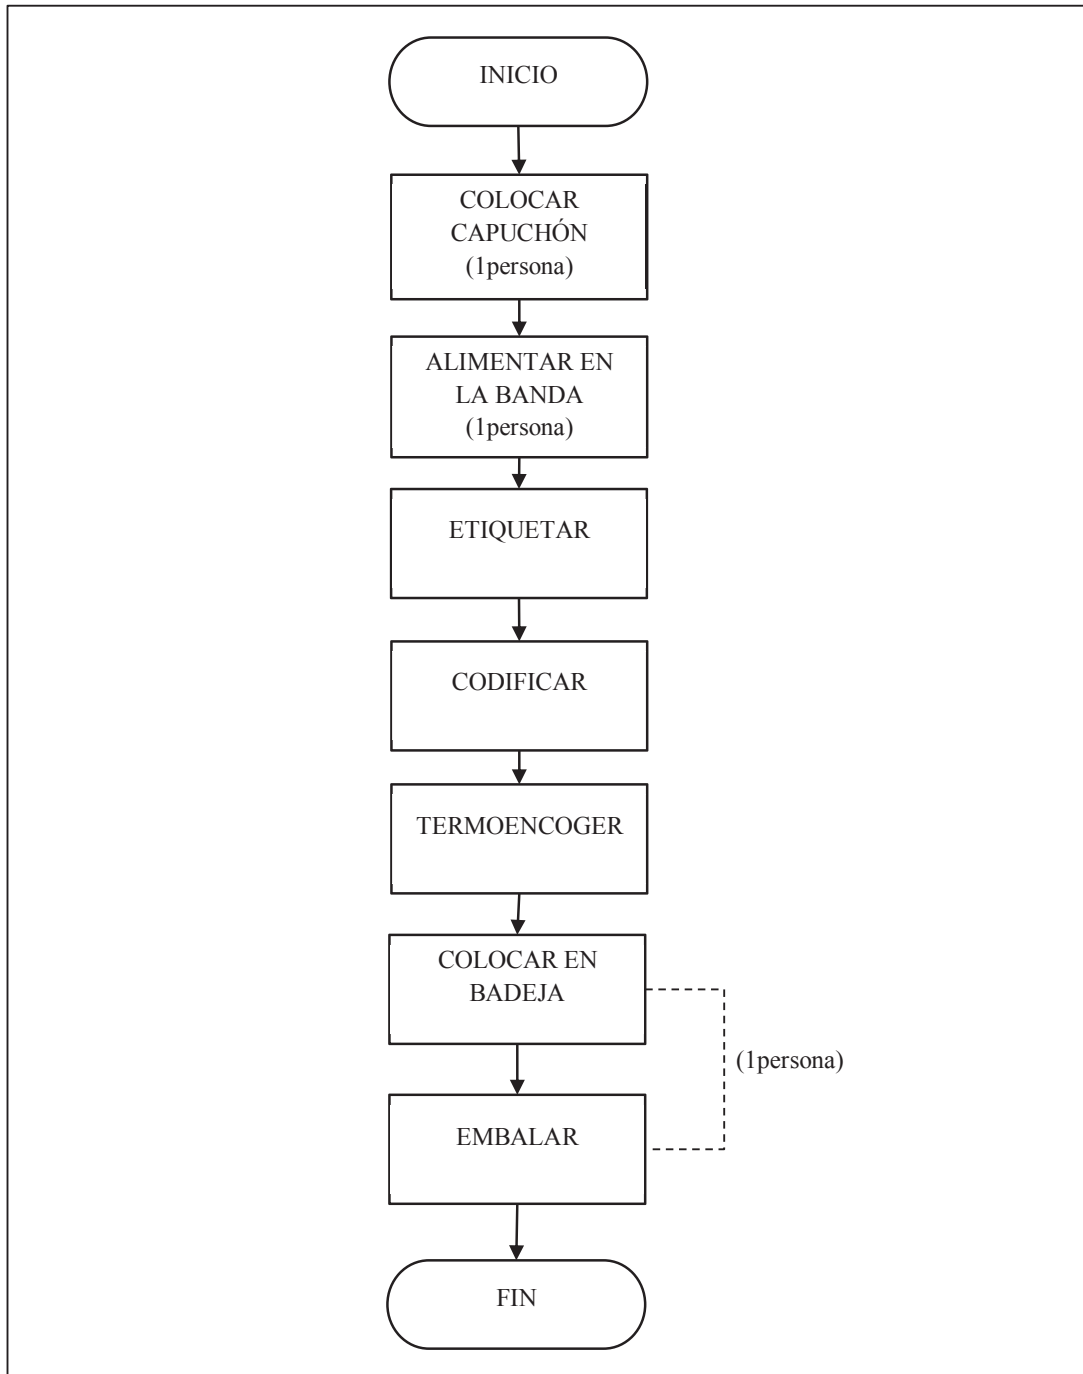 INICIO
COLOCAR
CAPUCHÓN
(1persona)
ALIMENTAR EN
LA BANDA
(1persona)
ETIQUETAR
CODIFICAR
TERMOENCOGER
COLOCAR EN
BADEJA
(1persona)
EMBALAR
FIN